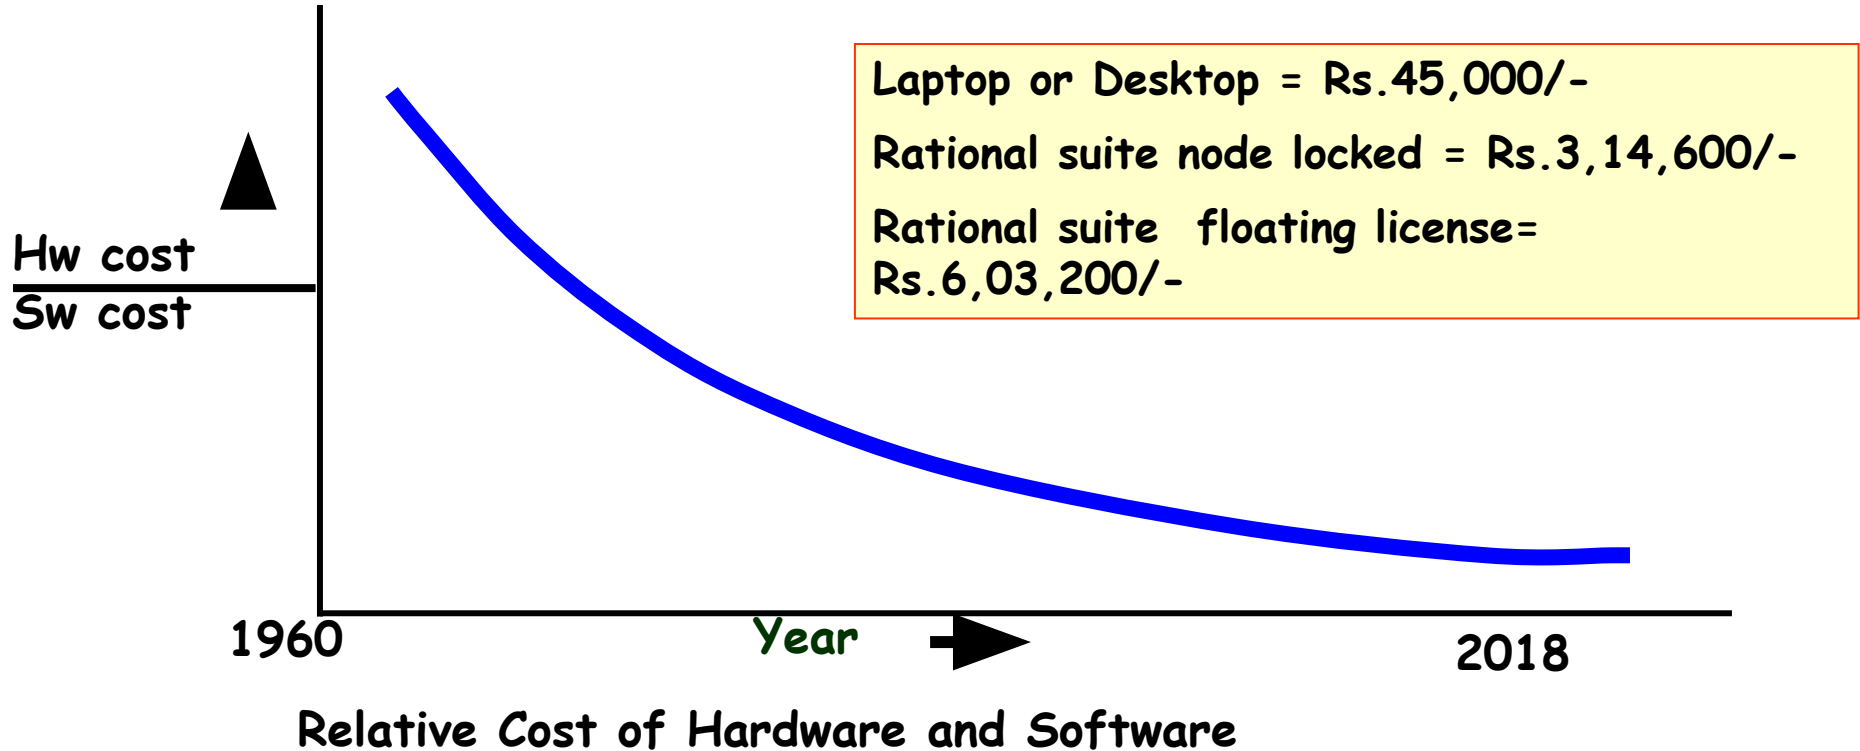 Laptop or Desktop = Rs.45,000/-
Rational suite node locked = Rs.3,14,600/-
Rational suite floating license=
Rs.6,03,200/-
Hw cost
Sw cost
1960
Year
2018
Relative Cost of Hardware and Software